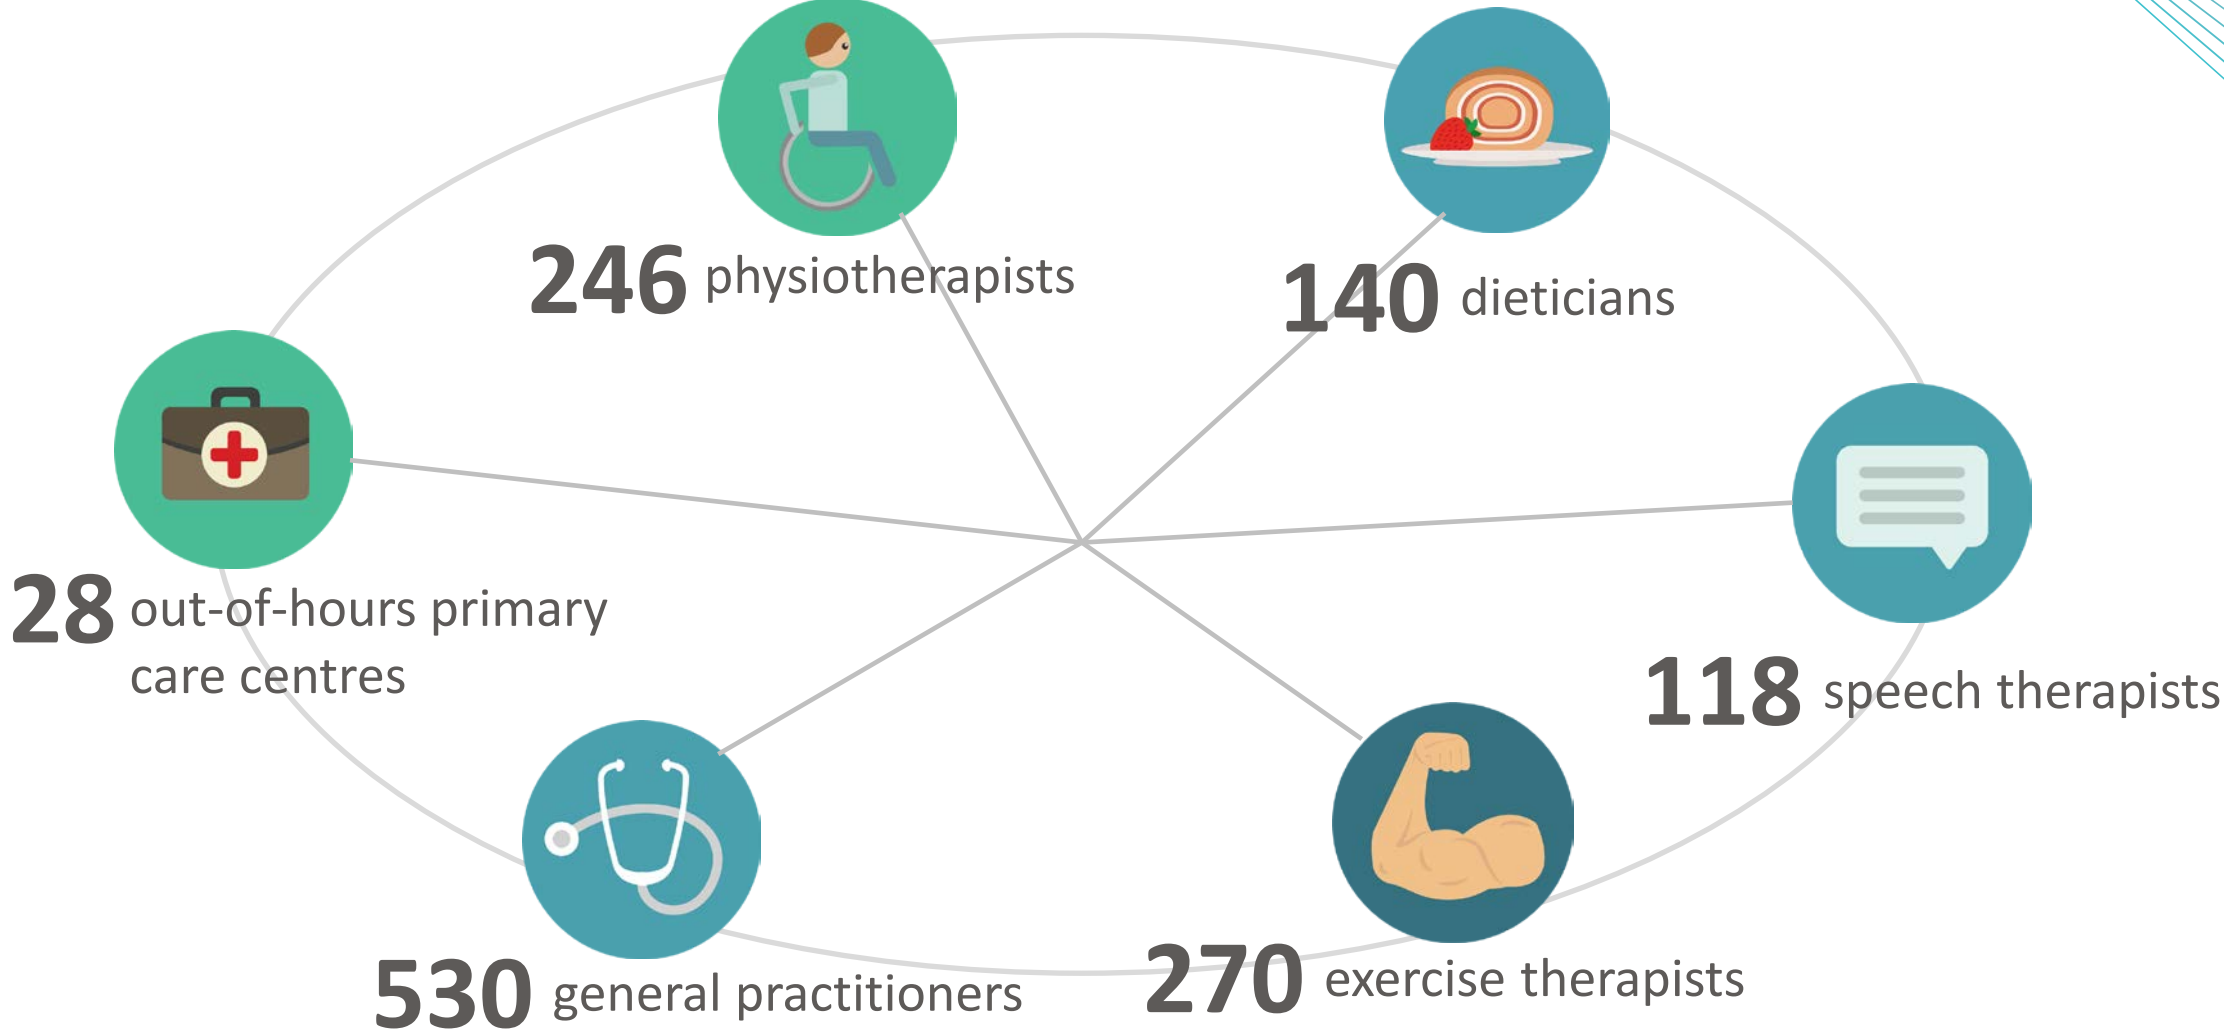 246 physiotherapists
140 dieticians
28 out-of-hours primary
care centres
118 speech therapists
530 general practitioners
270 exercise therapists